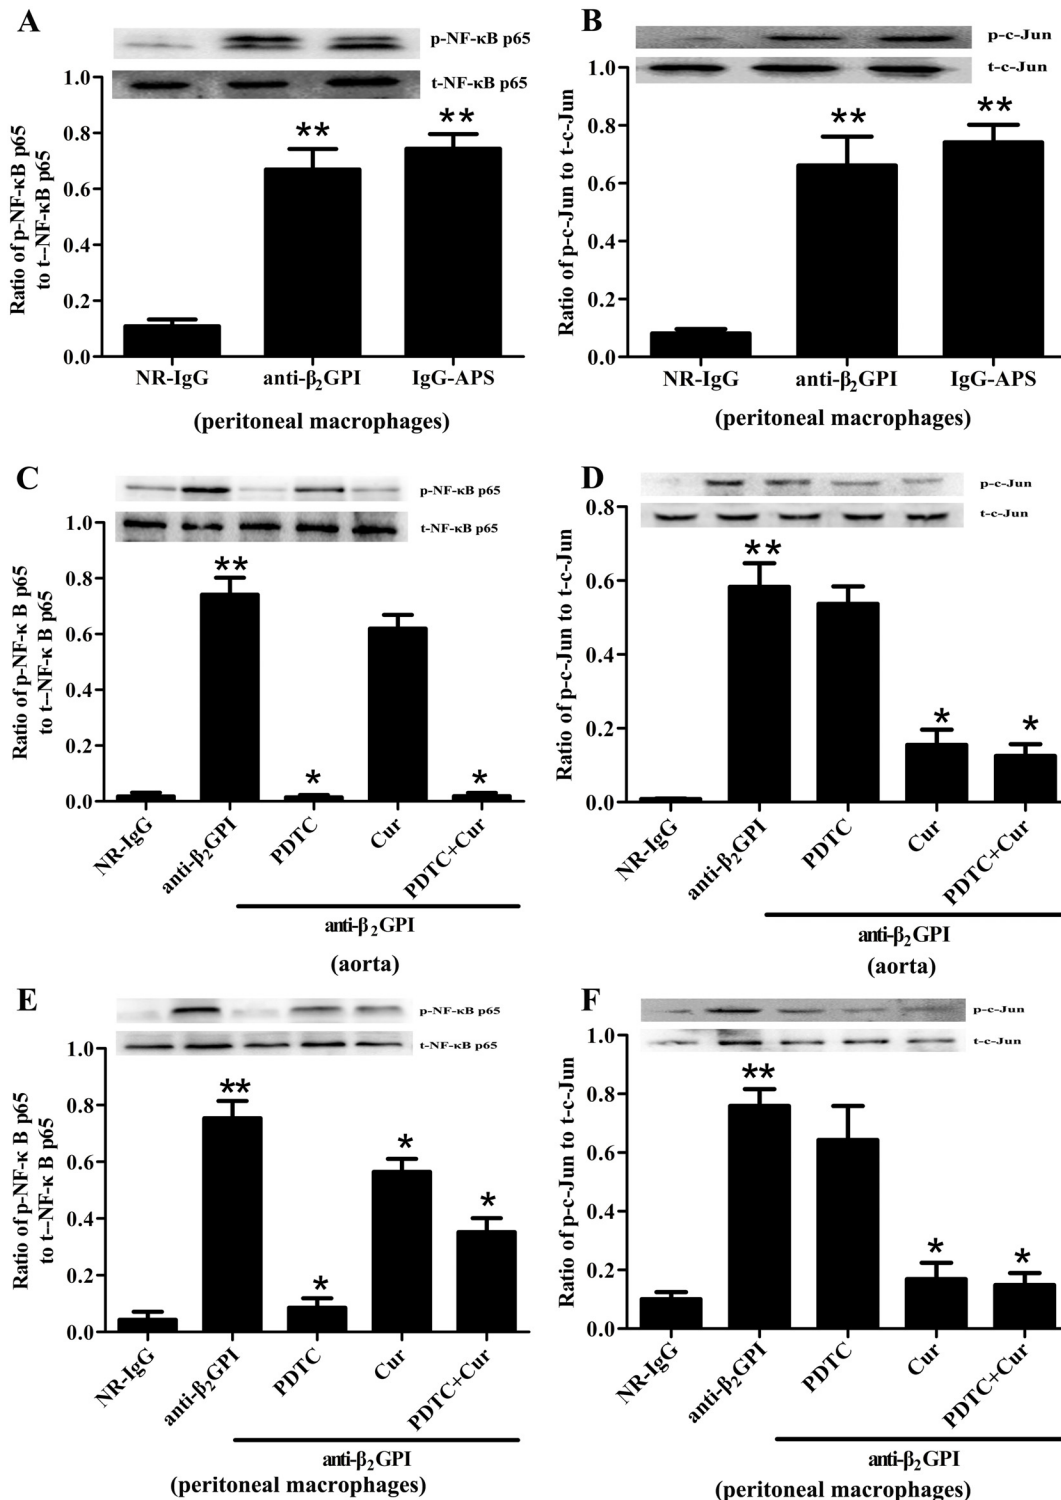 A
p-NF-κB p65
t-NF-κB p65
Ratio of p-NF-κB p65
to t--NF-κB p65
1.0
0.8
0.6
0.4
0.2
0.0
**
**
NR-IgG
anti-β₂GPI
IgG-APS
(peritoneal macrophages)
B
p-c-Jun
t-c-Jun
Ratio of p-c-Jun to t-c-Jun
1.0
0.8
0.6
0.4
0.2
0.0
**
**
NR-IgG
anti-β₂GPI
IgG-APS
(peritoneal macrophages)
C
p-NF-κB p65
t-NF-κB p65
Ratio of p-NF-κ B p65
to t--NF-κ B p65
1.0
0.8
0.6
0.4
0.2
0.0
**
*
*
NR-IgG
anti-β₂GPI
PDTC
Cur
PDTC+Cur
anti-β₂GPI
(aorta)
D
p-c-Jun
t-c-Jun
Ratio of p-c-Jun to t-c-Jun
0.8
0.6
0.4
0.2
0.0
**
*
*
NR-IgG
anti-β₂GPI
PDTC
Cur
PDTC+Cur
anti-β₂GPI
(aorta)
E
p-NF-κB p65
t-NF-κB p65
Ratio of p-NF-κ B p65
to t--NF-κ B p65
1.0
0.8
0.6
0.4
0.2
0.0
**
*
*
*
NR-IgG
anti-β₂GPI
PDTC
Cur
PDTC+Cur
anti-β₂GPI
(peritoneal macrophages)
F
p-c-Jun
t-c-Jun
Ratio of p-c-Jun to t-c-Jun
1.0
0.8
0.6
0.4
0.2
0.0
**
*
*
NR-IgG
anti-β₂GPI
PDTC
Cur
PDTC+Cur
anti-β₂GPI
(peritoneal macrophages)